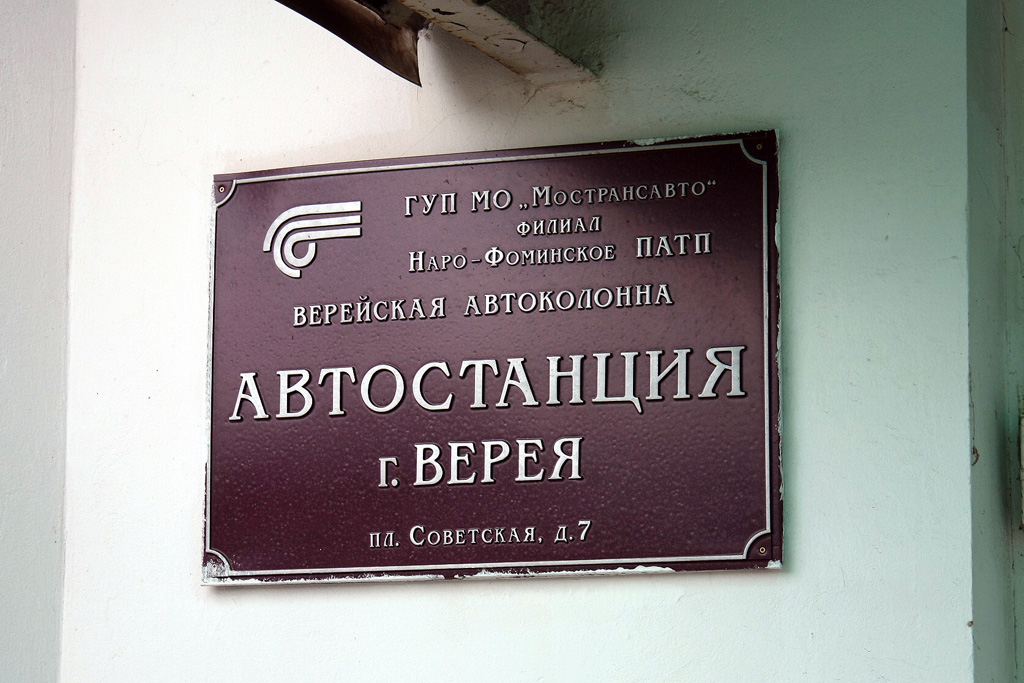 ГУП МО „Мострансавто“
филиал
Наро-Фоминское ПАТП
ВЕРЕЙСКАЯ АВТОКОЛОННА
АВТОСТАНЦИЯ
г. ВЕРЕЯ
пл. Советская, д.7